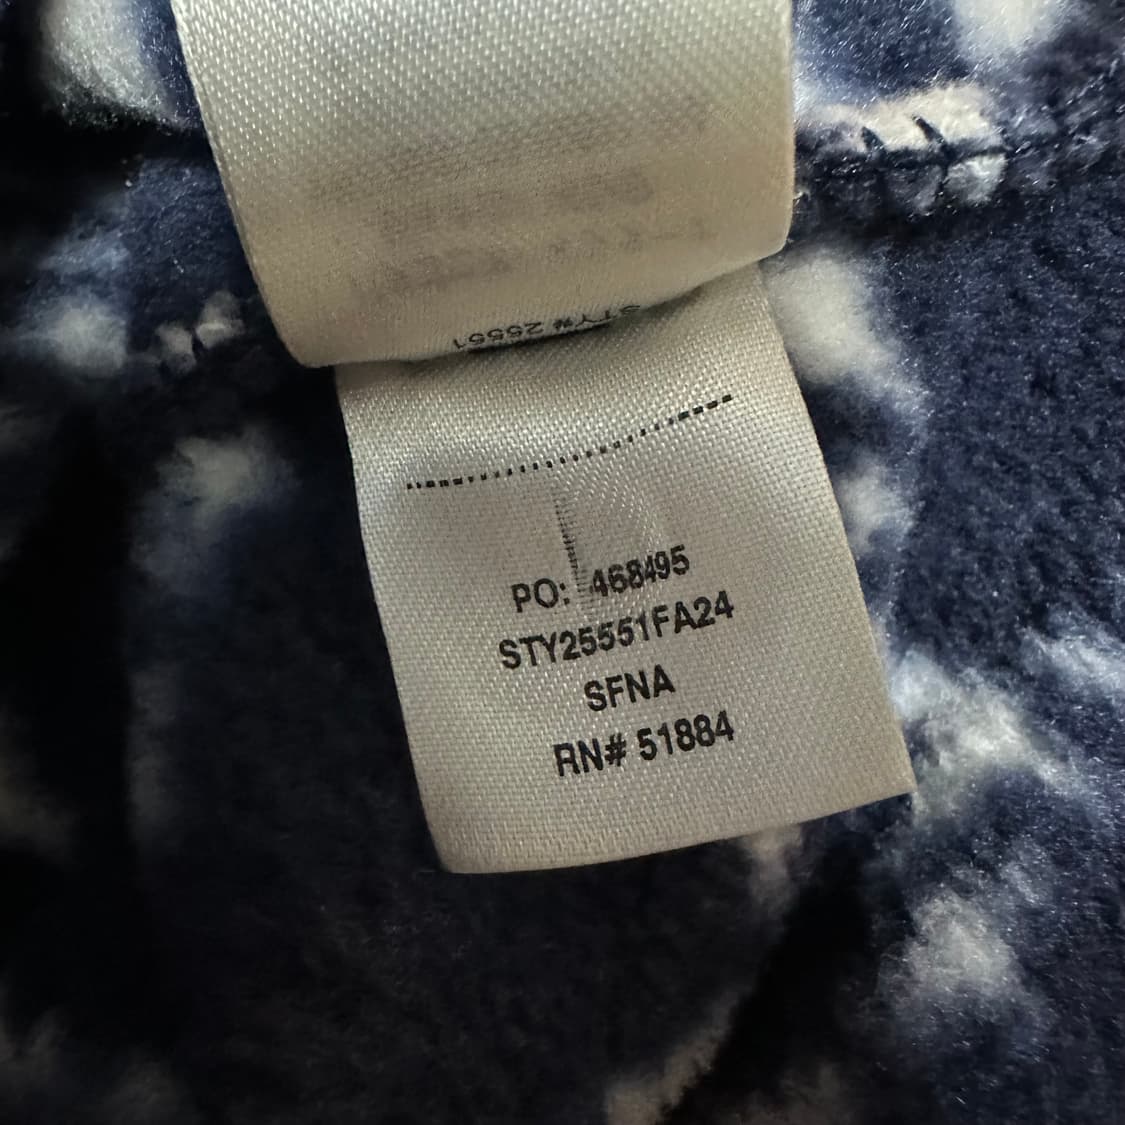 STY# 25551
PO: 468495
STY25551FA24
SFNA
RN# 51884